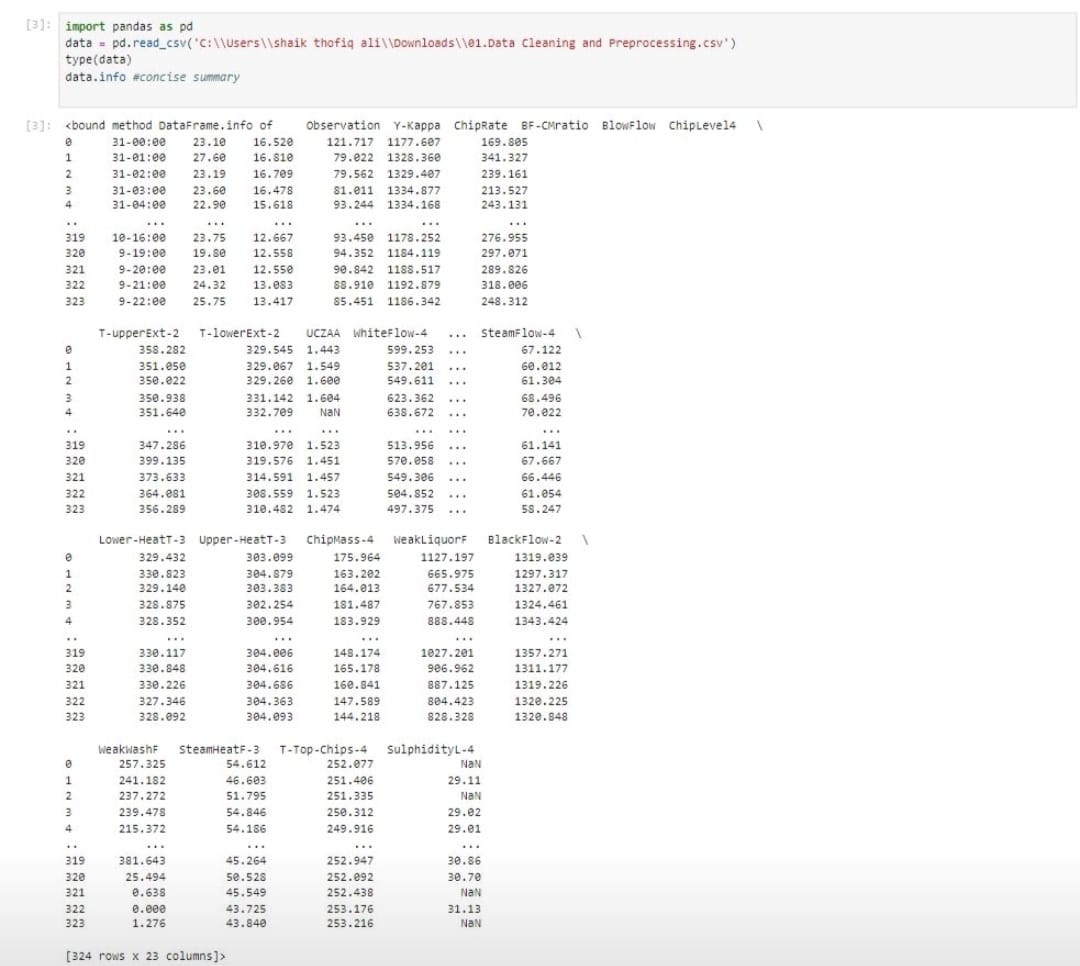 [3]: import pandas as pd
data = pd.read_csv('C:\\Users\\shaik thofiq ali\\Downloads\\01.Data Cleaning and Preprocessing.csv')
type(data)
data.info #concise summary
[3]: <bound method DataFrame.info of     Observation  Y-Kappa  ChipRate  BF-CMratio  BlowFlow  ChipLevel4  \
0 31-00:00 23.10 16.520 121.717 1177.607 169.805
1 31-01:00 27.60 16.810 79.022 1328.360 341.327
2 31-02:00 23.19 16.709 79.562 1329.407 239.161
3 31-03:00 23.60 16.478 81.011 1334.877 213.527
4 31-04:00 22.90 15.618 93.244 1334.168 243.131
.. ... ... ... ... ... ...
319 10-16:00 23.75 12.667 93.450 1178.252 276.955
320 9-19:00 19.80 12.558 94.352 1184.119 297.071
321 9-20:00 23.01 12.550 90.842 1188.517 289.826
322 9-21:00 24.32 13.083 88.910 1192.879 318.006
323 9-22:00 25.75 13.417 85.451 1186.342 248.312
T-upperExt-2 T-lowerExt-2 UCZAA WhiteFlow-4 ... SteamFlow-4 \
0 358.282 329.545 1.443 599.253 ... 67.122
1 351.050 329.067 1.549 537.201 ... 60.012
2 350.022 329.260 1.600 549.611 ... 61.304
3 350.938 331.142 1.604 623.362 ... 68.496
4 351.640 332.709 NaN 638.672 ... 70.022
.. ... ... ... ... ... ...
319 347.286 310.970 1.523 513.956 ... 61.141
320 399.135 319.576 1.451 570.058 ... 67.667
321 373.633 314.591 1.457 549.306 ... 66.446
322 364.081 308.559 1.523 504.852 ... 61.054
323 356.289 310.482 1.474 497.375 ... 58.247
Lower-HeatT-3 Upper-HeatT-3 ChipMass-4 WeakLiquorF BlackFlow-2 \
0 329.432 303.099 175.964 1127.197 1319.039
1 330.823 304.879 163.202 665.975 1297.317
2 329.140 303.383 164.013 677.534 1327.072
3 328.875 302.254 181.487 767.853 1324.461
4 328.352 300.954 183.929 888.448 1343.424
.. ... ... ... ... ...
319 330.117 304.006 148.174 1027.201 1357.271
320 330.848 304.616 165.178 906.962 1311.177
321 330.226 304.686 160.841 887.125 1319.226
322 327.346 304.363 147.589 804.423 1320.225
323 328.092 304.093 144.218 828.328 1320.848
WeakWashF SteamHeatF-3 T-Top-Chips-4 SulphidityL-4
0 257.325 54.612 252.077 NaN
1 241.182 46.603 251.406 29.11
2 237.272 51.795 251.335 NaN
3 239.478 54.846 250.312 29.02
4 215.372 54.186 249.916 29.01
.. ... ... ... ...
319 381.643 45.264 252.947 30.86
320 25.494 50.528 252.092 30.70
321 0.638 45.549 252.438 NaN
322 0.000 43.725 253.176 31.13
323 1.276 43.840 253.216 NaN
[324 rows x 23 columns]>